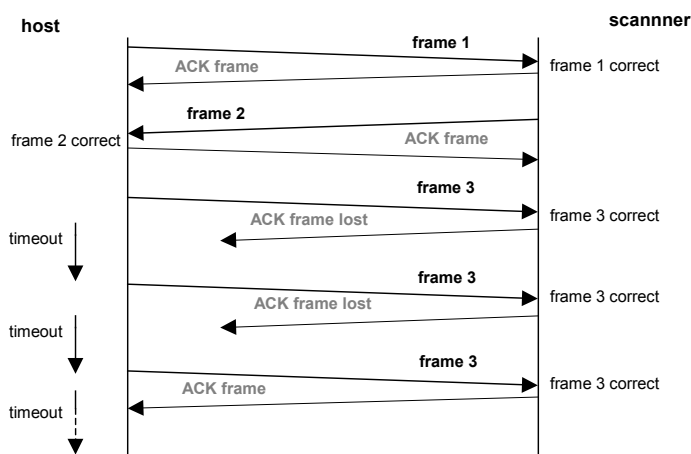 host
scannner
frame 1
ACK frame
frame 1 correct
frame 2
frame 2 correct
ACK frame
frame 3
ACK frame lost
frame 3 correct
timeout
frame 3
ACK frame lost
frame 3 correct
timeout
frame 3
ACK frame
frame 3 correct
timeout